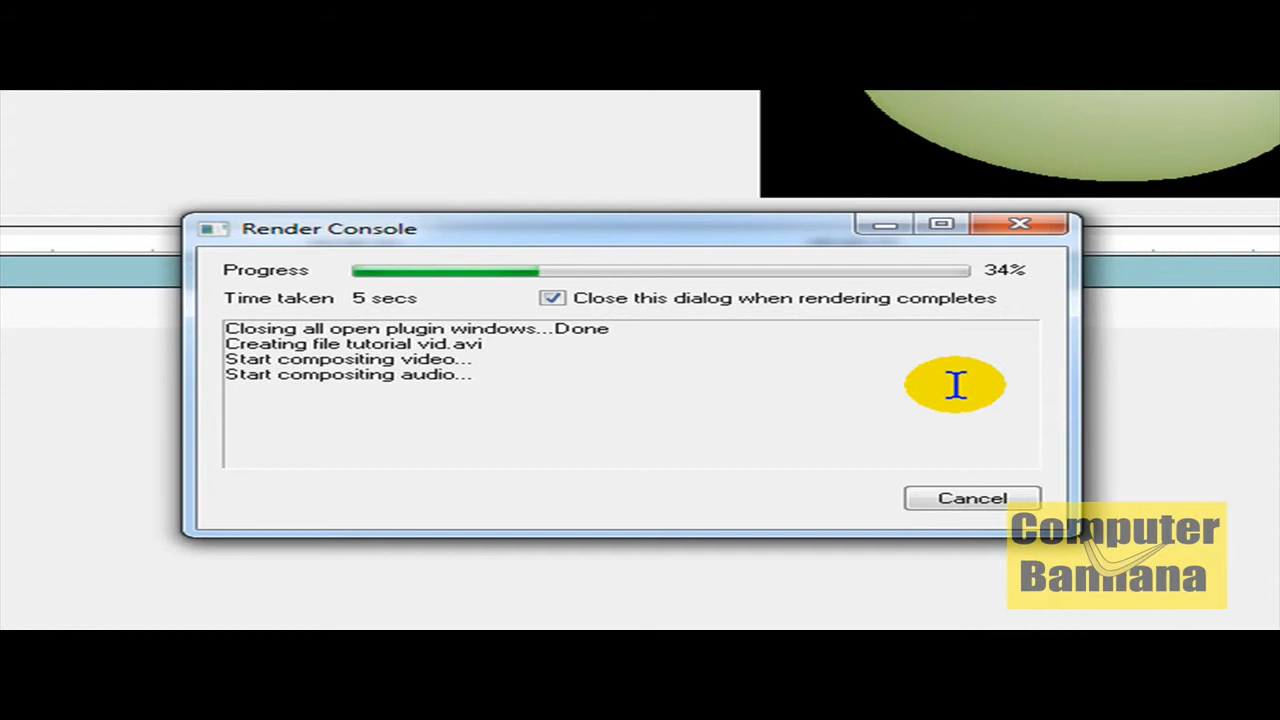 Render Console
Progress 34%
Time taken 5 secs Close this dialog when rendering completes
Closing all open plugin windows...Done
Creating file tutorial vid.avi
Start compositing video...
Start compositing audio...
Cancel
Computer
Bannana